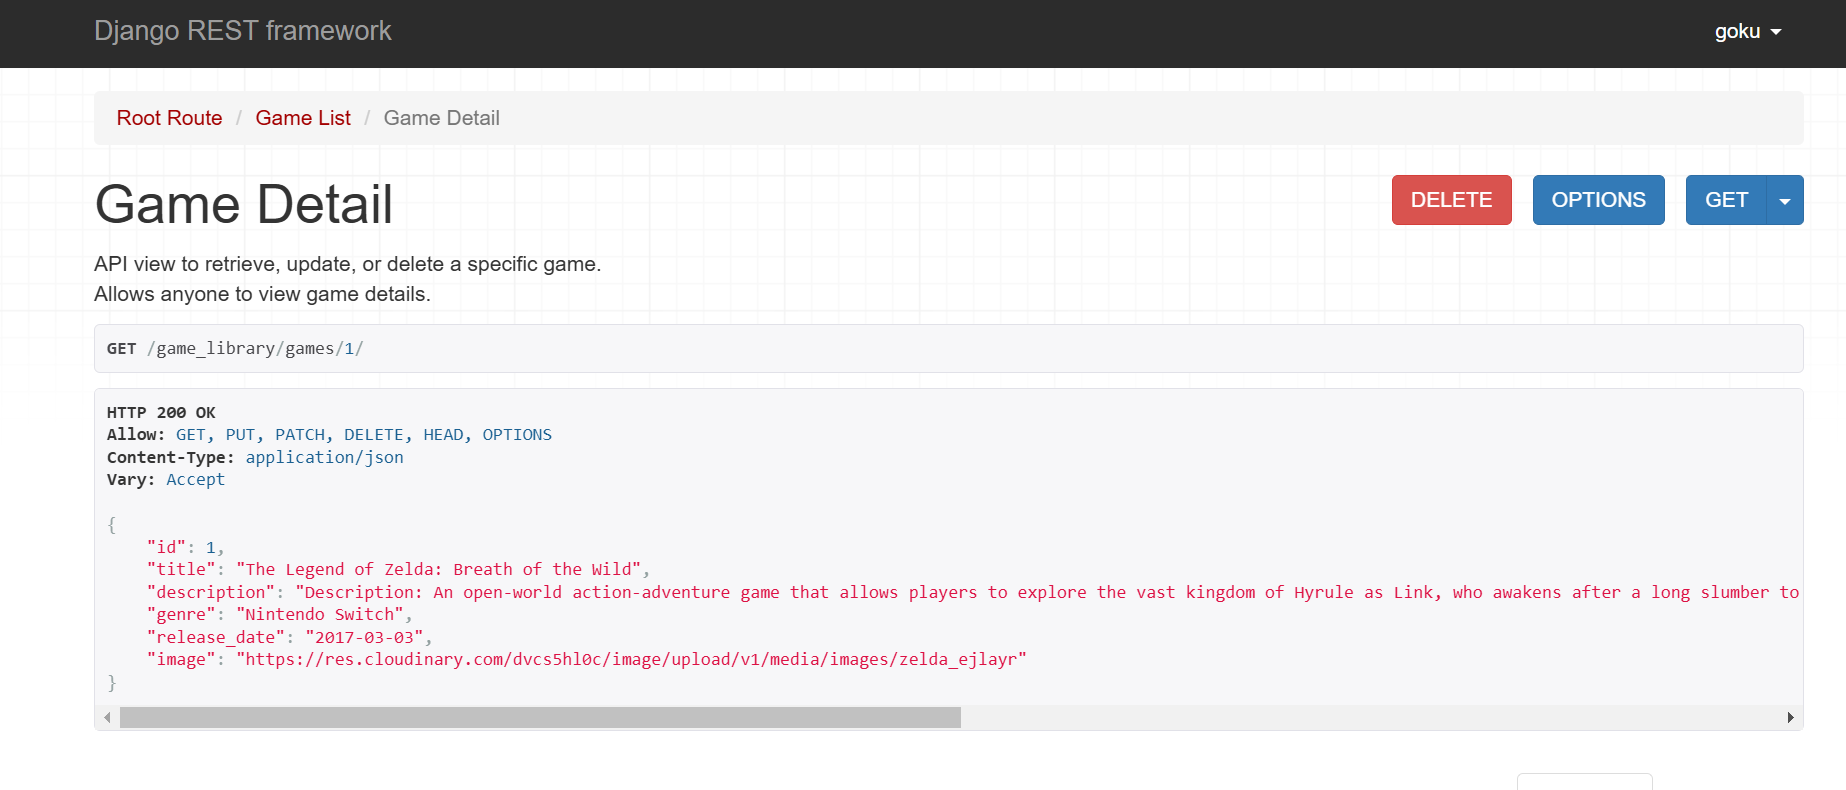 Django REST framework
goku
Root Route / Game List / Game Detail
Game Detail
DELETE
OPTIONS
GET
API view to retrieve, update, or delete a specific game.
Allows anyone to view game details.
GET /game_library/games/1/
HTTP 200 OK
Allow: GET, PUT, PATCH, DELETE, HEAD, OPTIONS
Content-Type: application/json
Vary: Accept
{
    "id": 1,
    "title": "The Legend of Zelda: Breath of the Wild",
    "description": "Description: An open-world action-adventure game that allows players to explore the vast kingdom of Hyrule as Link, who awakens after a long slumber to
    "genre": "Nintendo Switch",
    "release_date": "2017-03-03",
    "image": "https://res.cloudinary.com/dvcs5hl0c/image/upload/v1/media/images/zelda_ejlayr"
}